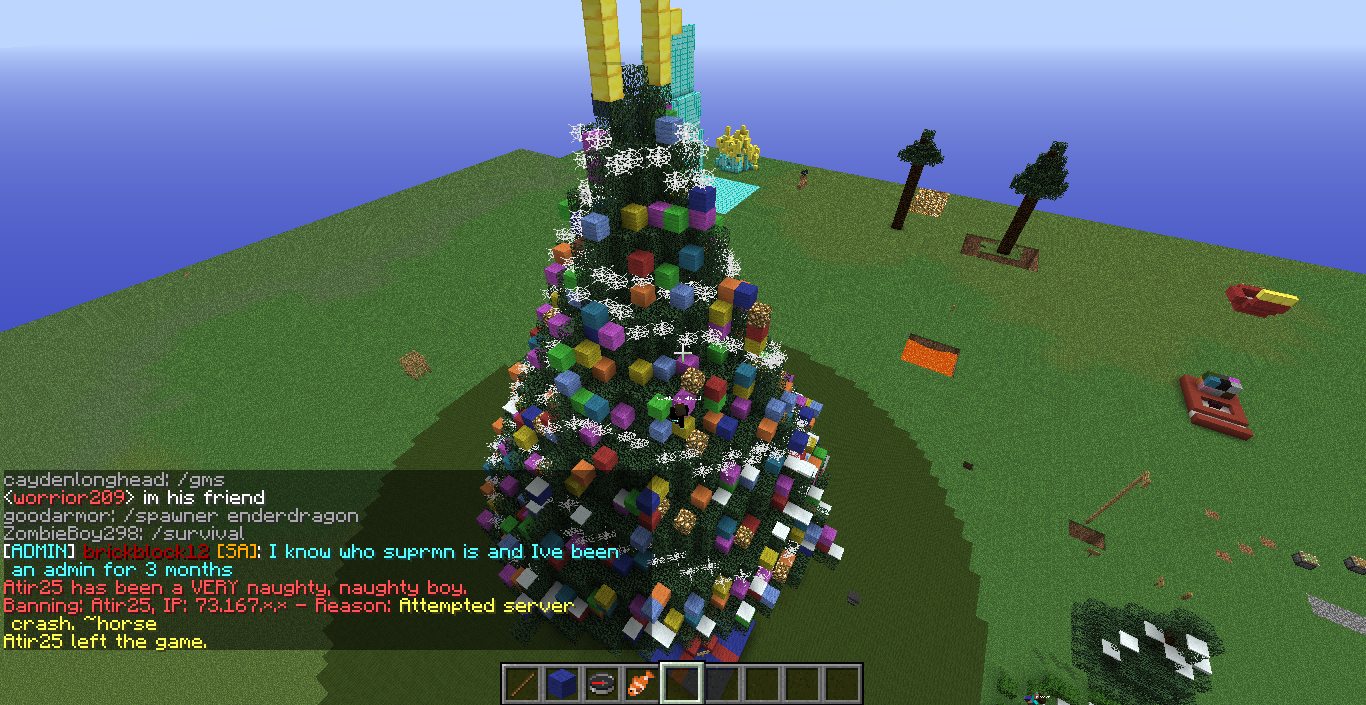 caydenlonghead: /gms
<worrior209> im his friend
goodarmor: /spawner enderdragon
ZombieBoy298: /survival
[ADMIN] brickblock12 [SA]: I know who suprmn is and Ive been
an admin for 3 months
Atir25 has been a VERY naughty, naughty boy.
Banning: Atir25, IP: 73.167.x.x - Reason: Attempted server
crash. ~horse
Atir25 left the game.